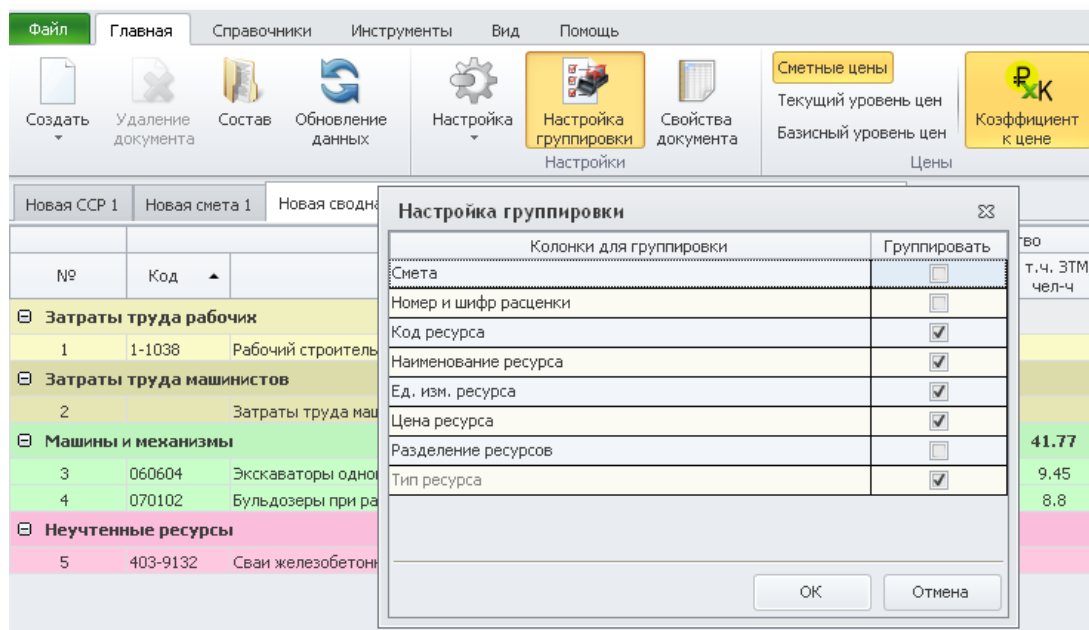 Файл Главная Справочники Инструменты Вид Помощь
Создать Удаление документа Состав Обновление данных Настройка Настройка группировки Свойства документа Сметные цены Текущий уровень цен Базисный уровень цен ₽xK Коэффициент к цене
Настройки Цены
Новая ССР 1 Новая смета 1 Новая сводна
Настройка группировки
Колонки для группировки Группировать
Смета
Номер и шифр расценки
Код ресурса
Наименование ресурса
Ед. изм. ресурса
Цена ресурса
Разделение ресурсов
Тип ресурса
OK Отмена
№ Код т.ч. ЗТМ
чел-ч
Затраты труда рабочих
1 1-1038 Рабочий строитель
Затраты труда машинистов
2 Затраты труда
Машины и механизмы 41.77
3 060604 Экскаваторы 9.45
4 070102 Бульдозеры при 8.8
Неучтенные ресурсы
5 403-9132 Сваи